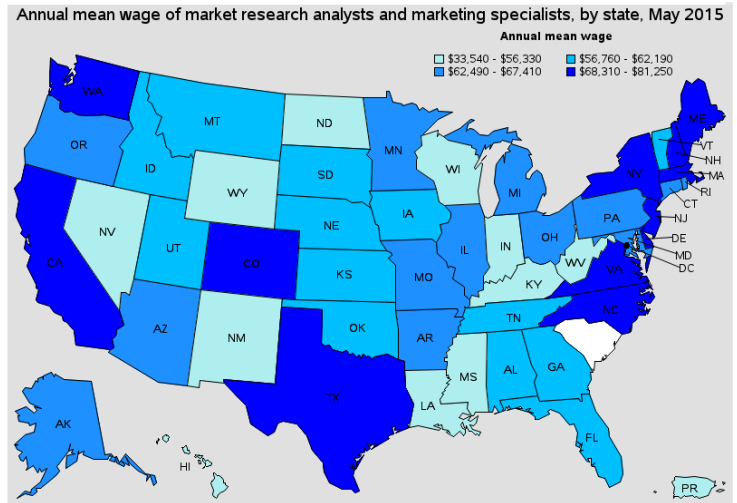 Annual mean wage of market research analysts and marketing specialists, by state, May 2015
Annual mean wage
$33,540 - $56,330 $56,760 - $62,190
$62,490 - $67,410 $68,310 - $81,250
WA
ME
MT
ND
VT
OR
MN
NH
ID
SD
WI
NY
MA
WY
MI
RI
CT
IA
PA
NJ
NE
NV
OH
DE
UT
IL
IN
MD
CA
CO
WV
VA
DC
KS
MO
KY
NC
TN
AZ
OK
NM
AR
AL
GA
MS
TX
LA
AK
FL
HI
PR